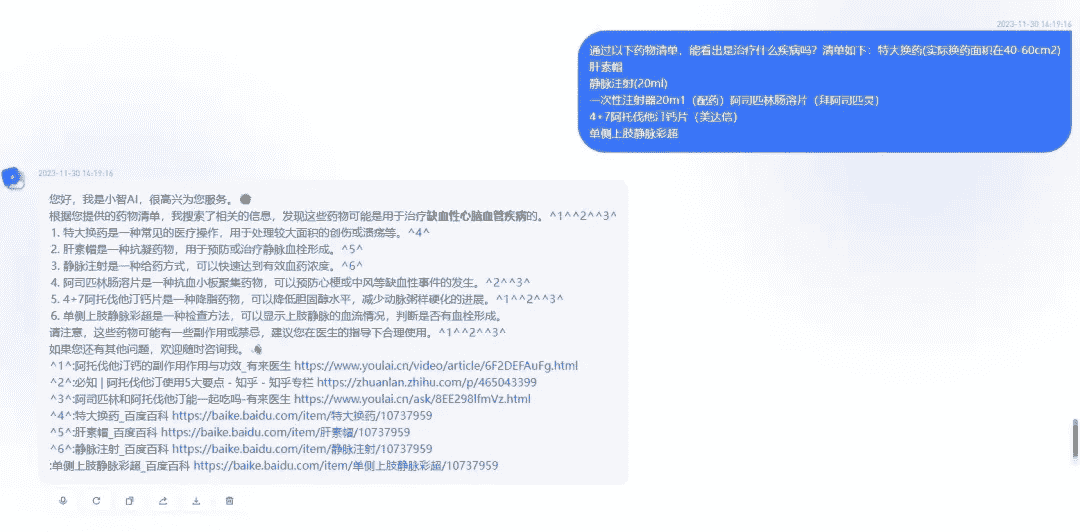 2023-11-30 14:19:16
通过以下药物清单，能看出是治疗什么疾病吗？清单如下：特大换药(实际换药面积在40-60cm2)
肝素帽
静脉注射(20ml)
一次性注射器20m1（配药）阿司匹林肠溶片（拜阿司匹灵）
4+7阿托伐他汀钙片（美达信）
单侧上肢静脉彩超
2023-11-30 14:19:16
您好，我是小智AI，很高兴为您服务。
根据您提供的药物清单，我搜索了相关的信息，发现这些药物可能是用于治疗缺血性心脑血管疾病的。^1^^2^^3^
1. 特大换药是一种常见的医疗操作，用于处理较大面积的创伤或溃疡等。^4^
2. 肝素帽是一种抗凝药物，用于预防或治疗静脉血栓形成。^5^
3. 静脉注射是一种给药方式，可以快速达到有效血药浓度。^6^
4. 阿司匹林肠溶片是一种抗血小板聚集药物，可以预防心梗或中风等缺血性事件的发生。^2^^3^
5. 4+7阿托伐他汀钙片是一种降脂药物，可以降低胆固醇水平，减少动脉粥样硬化的进展。^1^^2^^3^
6. 单侧上肢静脉彩超是一种检查方法，可以显示上肢静脉的血流情况，判断是否有血栓形成。
请注意，这些药物可能有一些副作用或禁忌，建议您在医生的指导下合理使用。^1^^2^^3^
如果您还有其他问题，欢迎随时咨询我。
^1^:阿托伐他汀钙的副作用作用与功效_有来医生 https://www.youlai.cn/video/article/6F2DEFAuFg.html
^2^:必知 | 阿托伐他汀使用5大要点 - 知乎 - 知乎专栏 https://zhuanlan.zhihu.com/p/465043399
^3^:阿司匹林和阿托伐他汀能一起吃吗-有来医生 https://www.youlai.cn/ask/8EE298lfmVz.html
^4^:特大换药_百度百科 https://baike.baidu.com/item/特大换药/10737959
^5^:肝素帽_百度百科 https://baike.baidu.com/item/肝素帽/10737959
^6^:静脉注射_百度百科 https://baike.baidu.com/item/静脉注射/10737959
:单侧上肢静脉彩超_百度百科 https://baike.baidu.com/item/单侧上肢静脉彩超/10737959